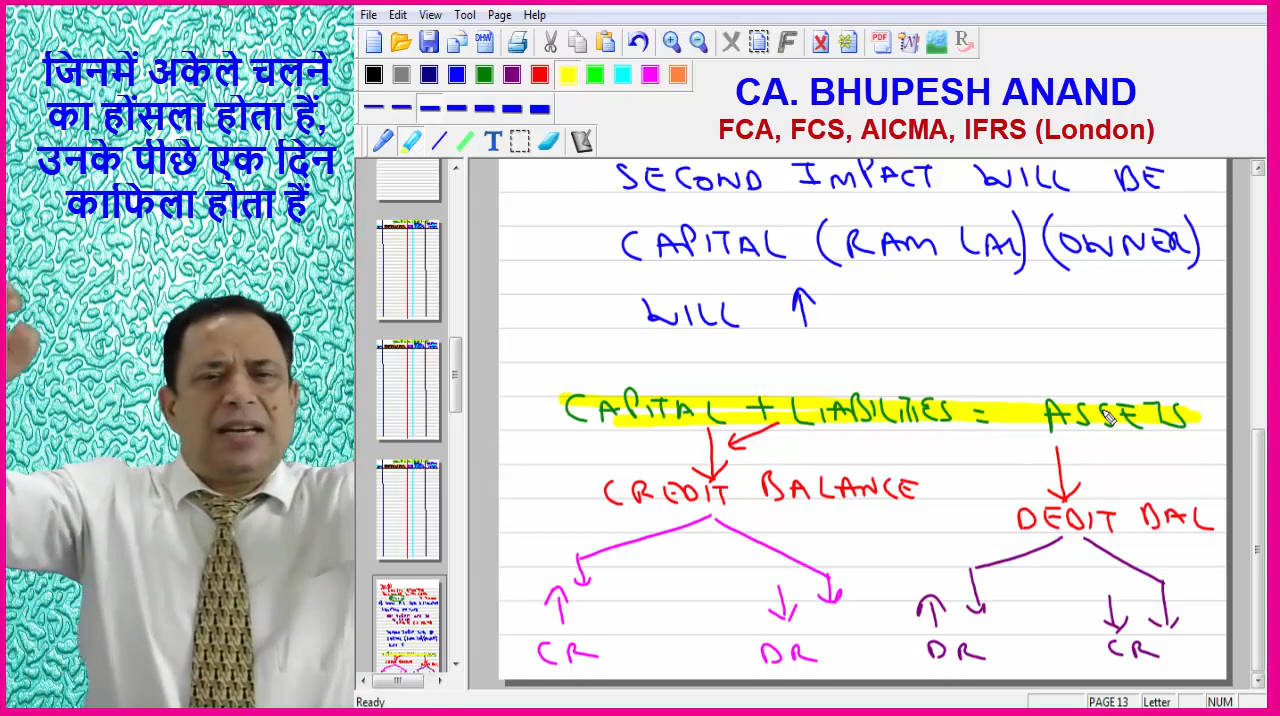 जिनमें अकेले चलने
का होंसला होता हैं,
उनके पीछे एक दिन
काफिला होता हैं
File Edit View Tool Page Help
CA. BHUPESH ANAND
FCA, FCS, AICMA, IFRS (London)
SECOND IMPACT WILL BE
CAPITAL (RAM LAL) (OWNER)
WILL ↑
CAPITAL + LIABILITIES = ASSETS
CREDIT BALANCE
DEBIT BAL
↑ ↓ ↑ ↓
CR DR DR CR
Ready PAGE 13 Letter NUM